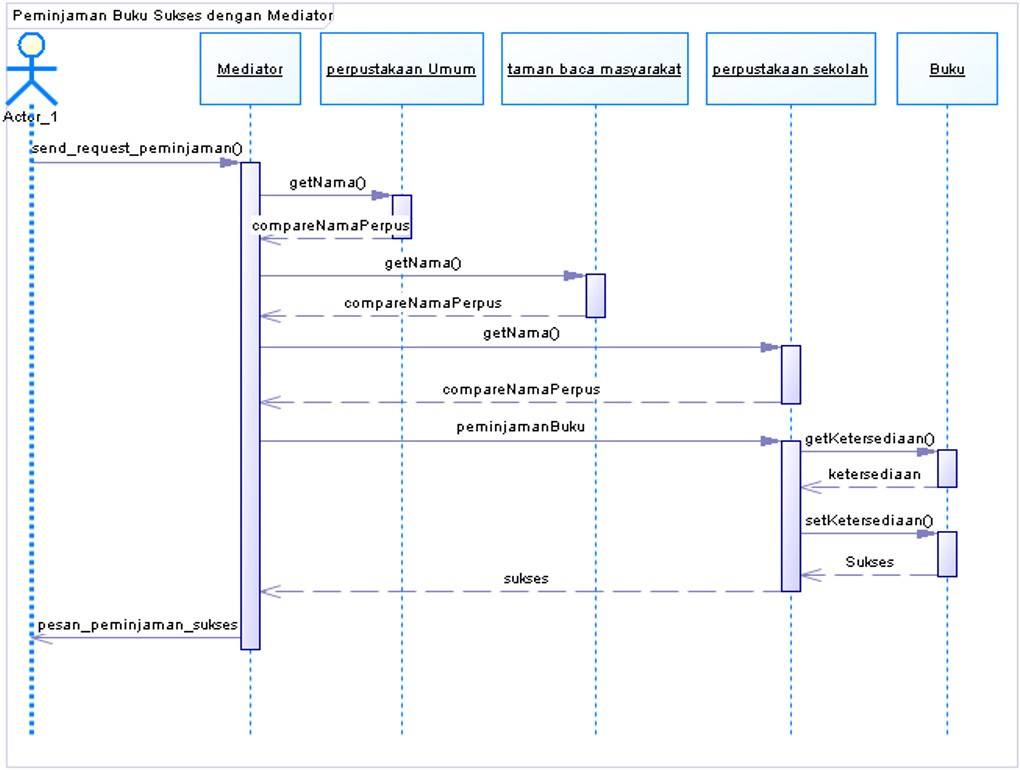 Peminjaman Buku Sukses dengan Mediator
Mediator
perpustakaan Umum
taman baca masyarakat
perpustakaan sekolah
Buku
Actor_1
send_request_peminjaman()
getNama()
compareNamaPerpus
getNama()
compareNamaPerpus
getNama()
compareNamaPerpus
peminjamanBuku
getKetersediaan()
ketersediaan
setKetersediaan()
Sukses
sukses
pesan_peminjaman_sukses